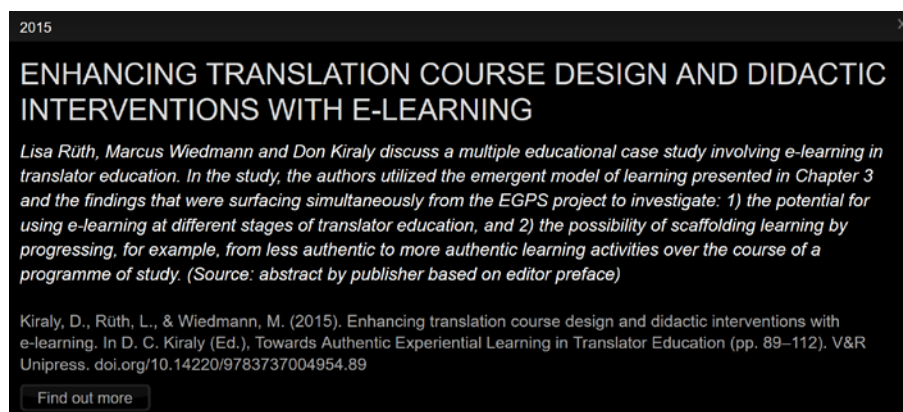 2015
ENHANCING TRANSLATION COURSE DESIGN AND DIDACTIC
INTERVENTIONS WITH E-LEARNING
Lisa Rüth, Marcus Wiedmann and Don Kiraly discuss a multiple educational case study involving e-learning in
translator education. In the study, the authors utilized the emergent model of learning presented in Chapter 3
and the findings that were surfacing simultaneously from the EGPS project to investigate: 1) the potential for
using e-learning at different stages of translator education, and 2) the possibility of scaffolding learning by
progressing, for example, from less authentic to more authentic learning activities over the course of a
programme of study. (Source: abstract by publisher based on editor preface)
Kiraly, D., Rüth, L., & Wiedmann, M. (2015). Enhancing translation course design and didactic interventions with
e-learning. In D. C. Kiraly (Ed.), Towards Authentic Experiential Learning in Translator Education (pp. 89–112). V&R
Unipress. doi.org/10.14220/9783737004954.89
Find out more